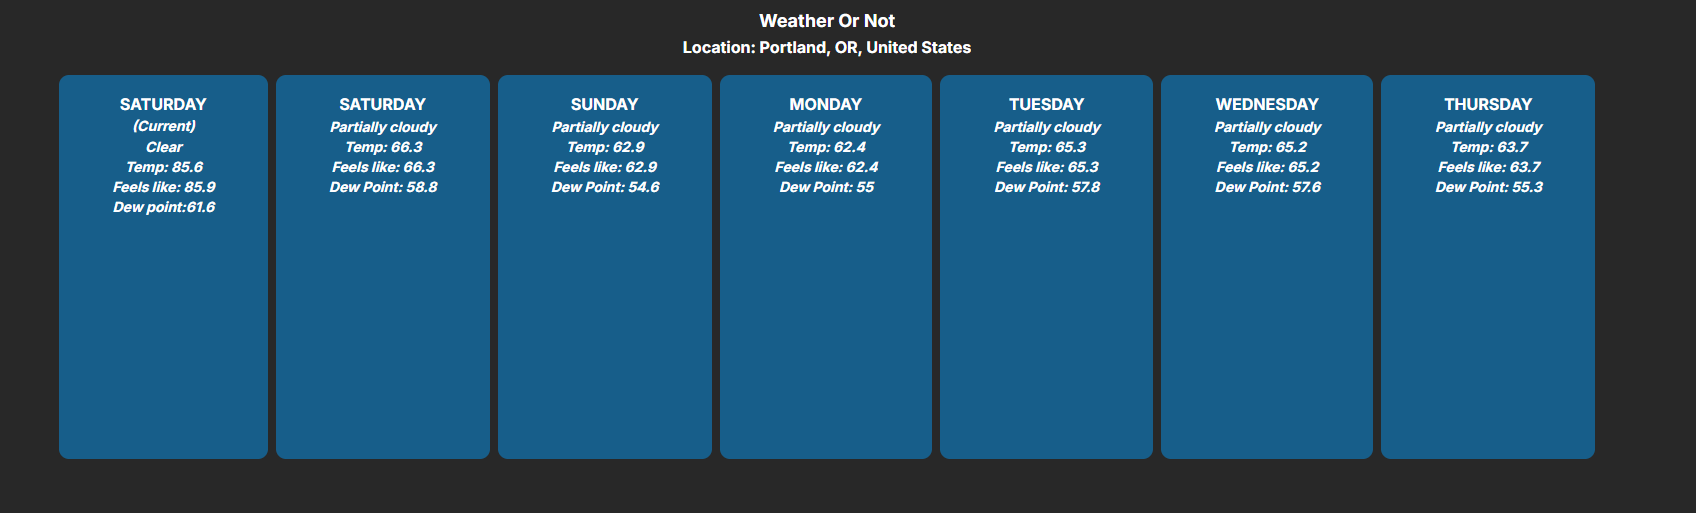 Weather Or Not
Location: Portland, OR, United States
SATURDAY
(Current)
Clear
Temp: 85.6
Feels like: 85.9
Dew point:61.6
SATURDAY
Partially cloudy
Temp: 66.3
Feels like: 66.3
Dew Point: 58.8
SUNDAY
Partially cloudy
Temp: 62.9
Feels like: 62.9
Dew Point: 54.6
MONDAY
Partially cloudy
Temp: 62.4
Feels like: 62.4
Dew Point: 55
TUESDAY
Partially cloudy
Temp: 65.3
Feels like: 65.3
Dew Point: 57.8
WEDNESDAY
Partially cloudy
Temp: 65.2
Feels like: 65.2
Dew Point: 57.6
THURSDAY
Partially cloudy
Temp: 63.7
Feels like: 63.7
Dew Point: 55.3